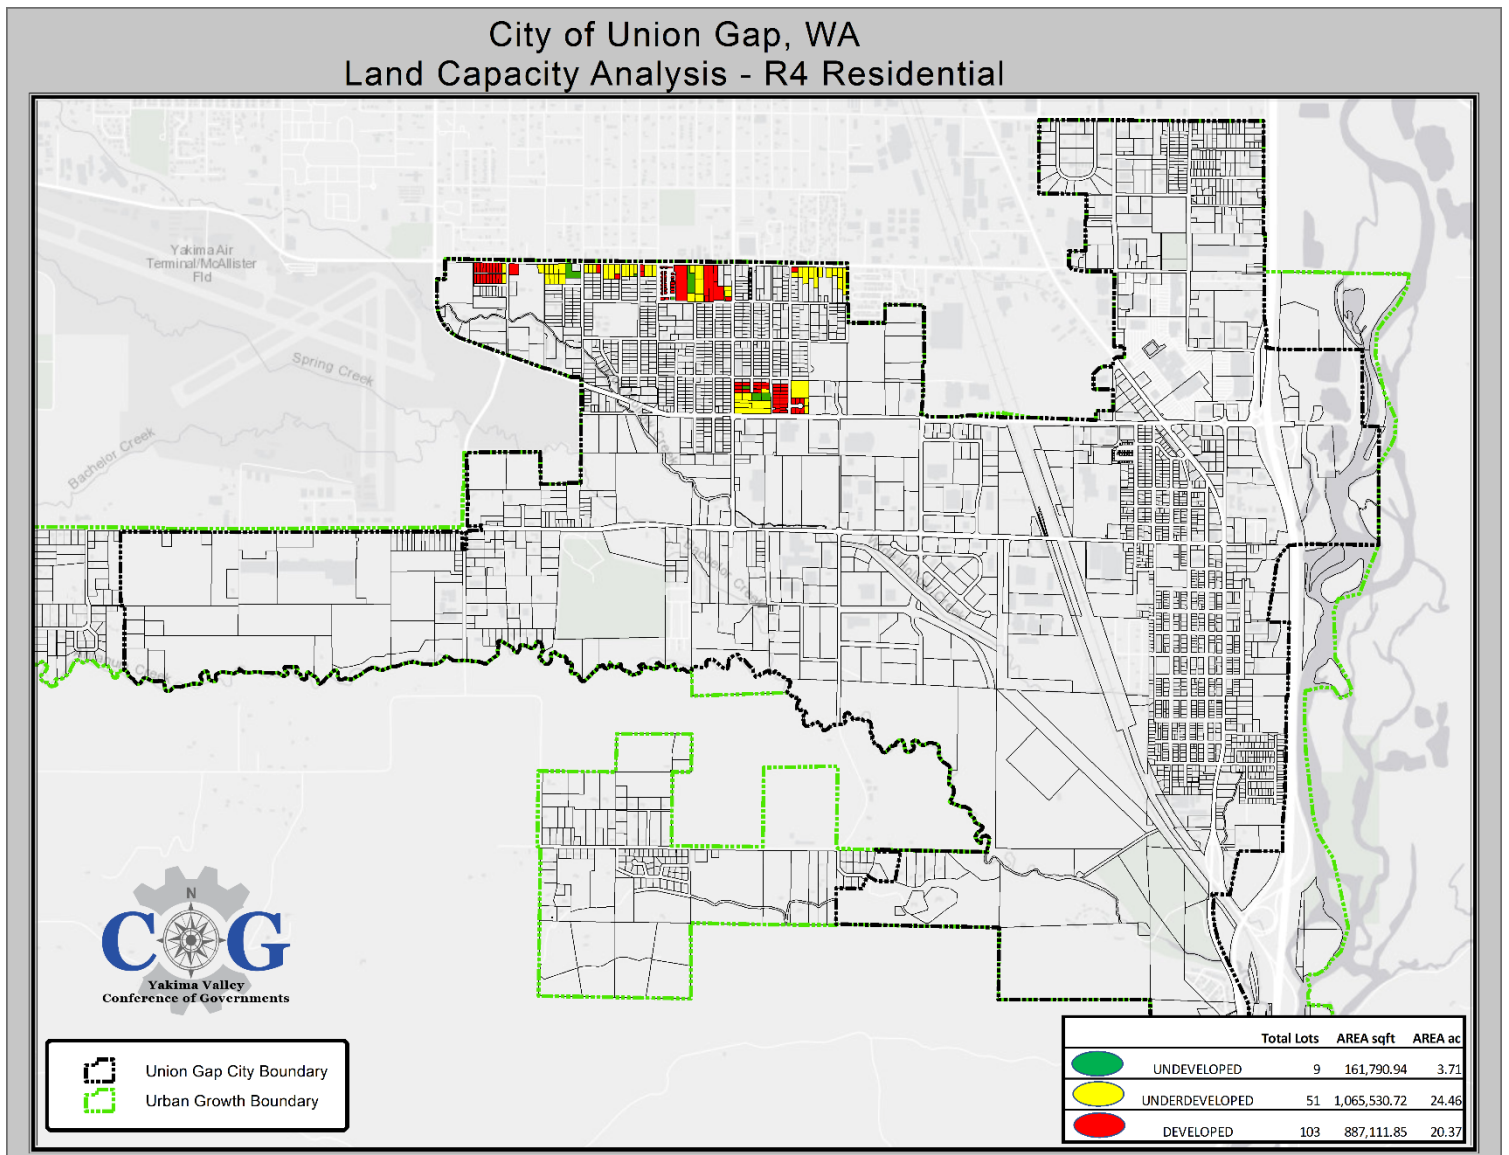 City of Union Gap, WA
Land Capacity Analysis - R4 Residential
Yakima Air
Terminal/McAllister
Fld
Spring Creek
Bachelor Creek
Bachelor Creek
Creek
N
COG
Yakima Valley
Conference of Governments
Union Gap City Boundary
Urban Growth Boundary
Total Lots AREA sqft AREA ac
UNDEVELOPED 9 161,790.94 3.71
UNDERDEVELOPED 51 1,065,530.72 24.46
DEVELOPED 103 887,111.85 20.37